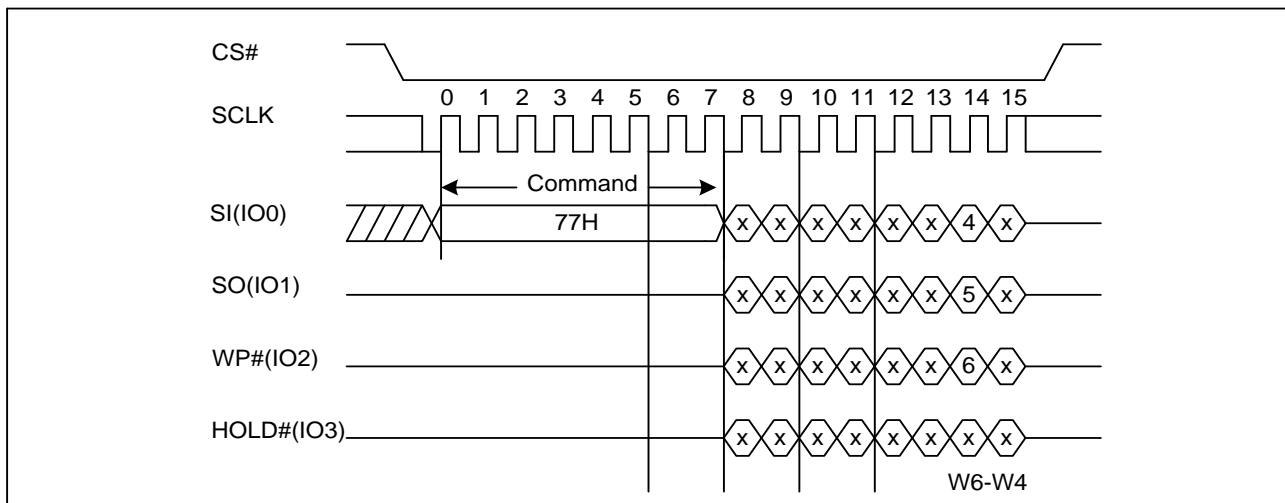 CS#
0 1 2 3 4 5 6 7 8 9 10 11 12 13 14 15
SCLK
Command
SI(IO0)
77H
x x x x x x 4 x
SO(IO1)
x x x x x x 5 x
WP#(IO2)
x x x x x x 6 x
HOLD#(IO3)
x x x x x x x x
W6-W4